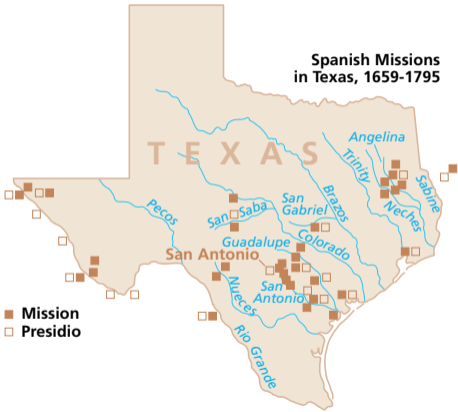 Spanish Missions
in Texas, 1659-1795
TEXAS
Angelina
Trinity
Sabine
Neches
Brazos
San
Gabriel
San Saba
Pecos
Colorado
Guadalupe
San Antonio
San
Antonio
Nueces
Rio Grande
Mission
Presidio